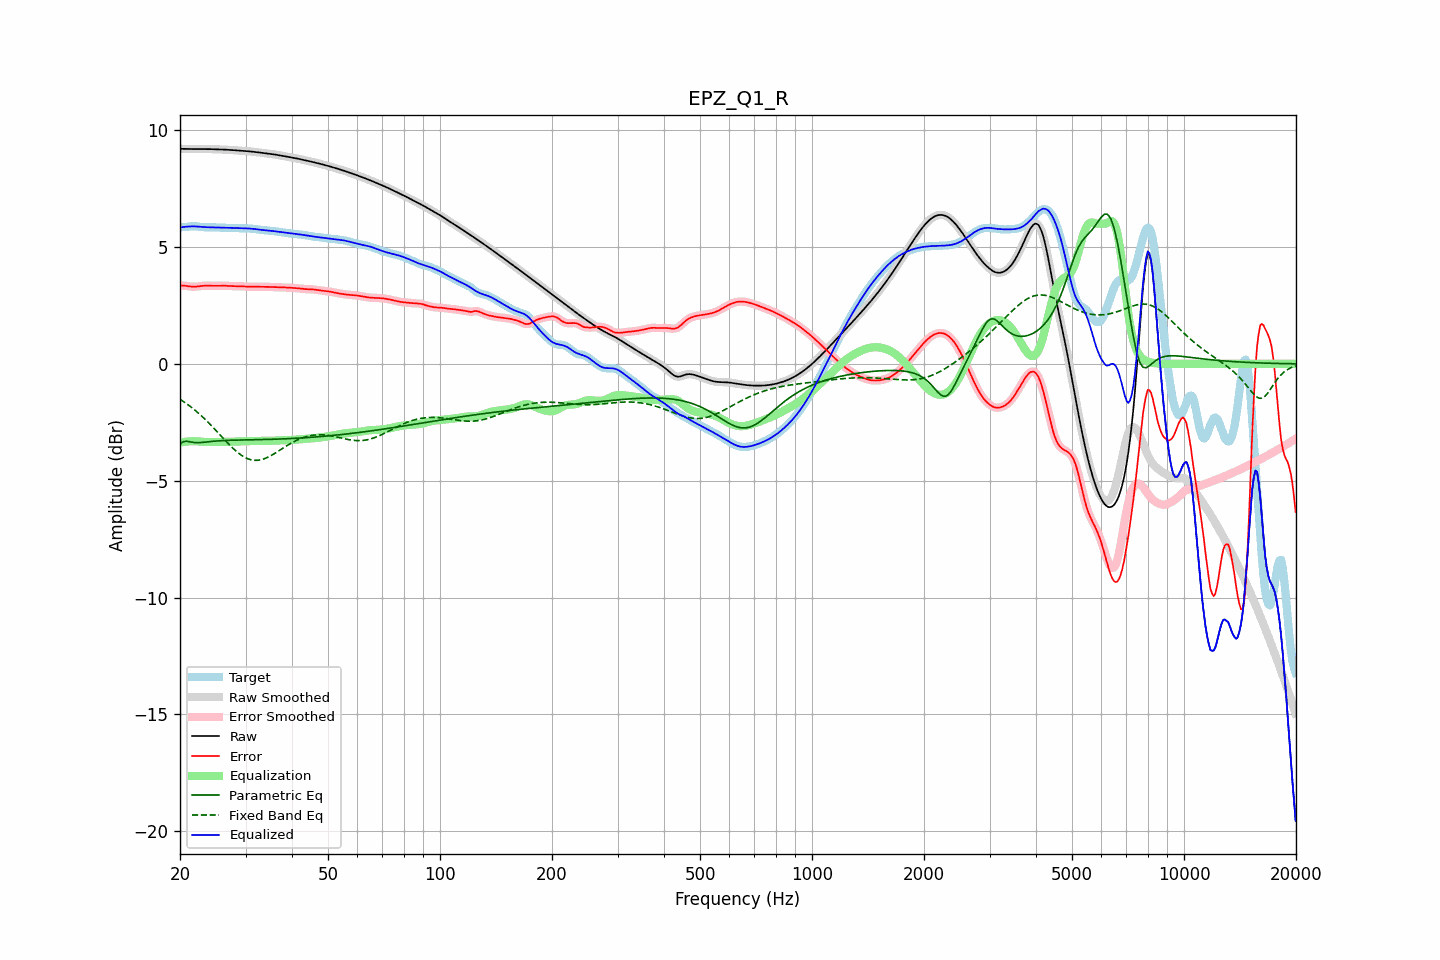 EPZ_Q1_R
10
5
0
−5
−10
−15
−20
Amplitude (dBr)
Target
Raw Smoothed
Error Smoothed
Raw
Error
Equalization
Parametric Eq
Fixed Band Eq
Equalized
20 50 100 200 500 1000 2000 5000 10000 20000
Frequency (Hz)